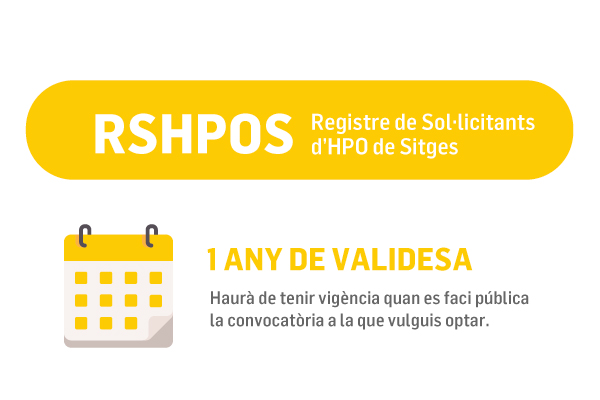 RSHPOS
Registre de Sol·licitants
d'HPO de Sitges
1 ANY DE VALIDESA
Haurà de tenir vigència quan es faci pública
la convocatòria a la que vulguis optar.